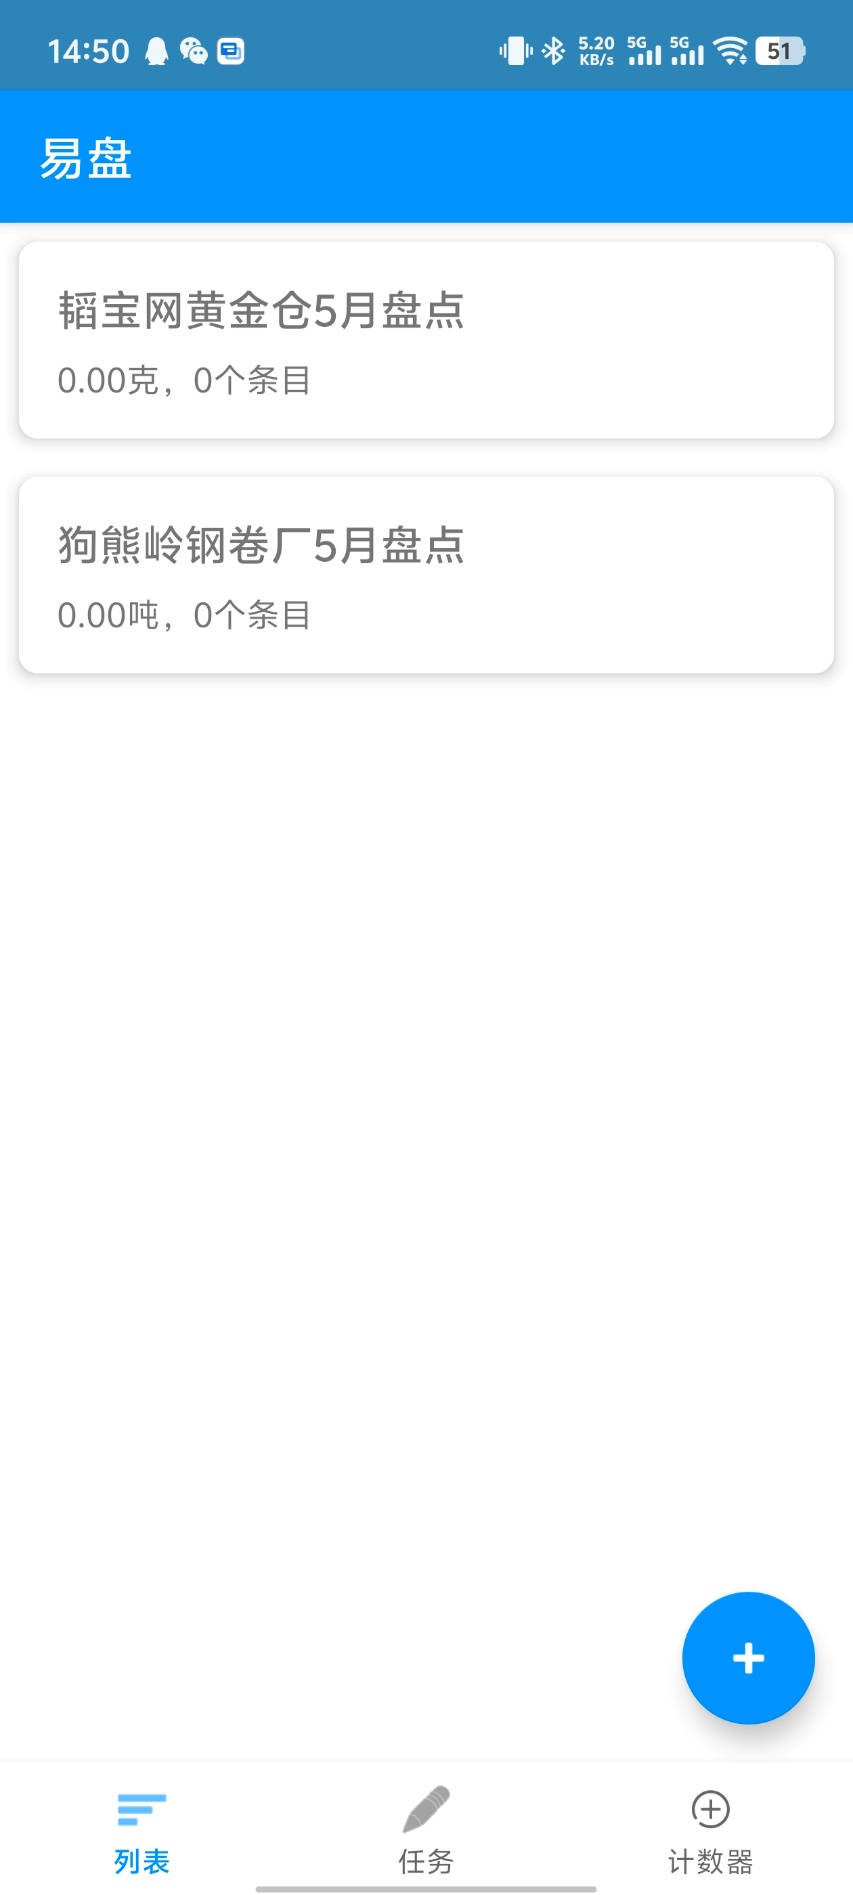 14:50 5.20 KB/s 5G 5G 51
易盘
韬宝网黄金仓5月盘点
0.00克，0个条目
狗熊岭钢卷厂5月盘点
0.00吨，0个条目
列表 任务 计数器